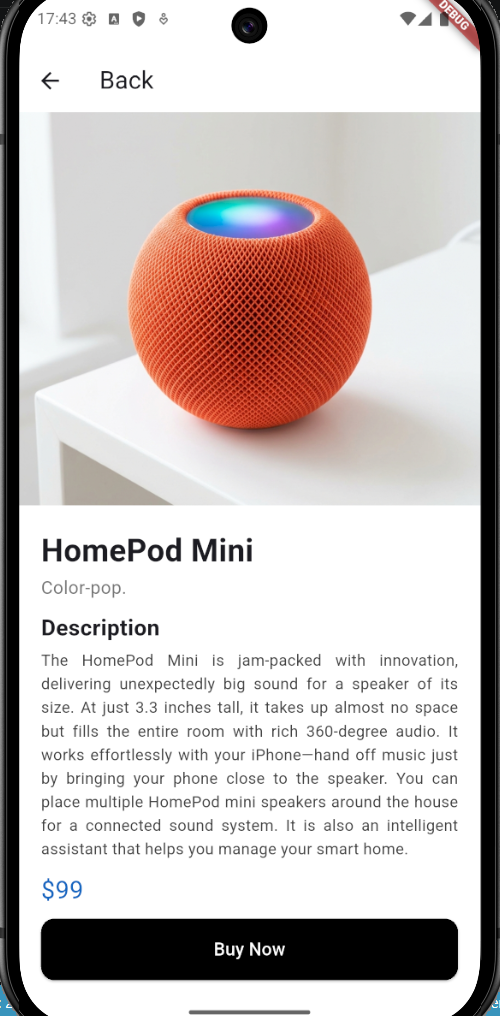 17:43
DEBUG
Back
HomePod Mini
Color-pop.
Description
The HomePod Mini is jam-packed with innovation,
delivering unexpectedly big sound for a speaker of its
size. At just 3.3 inches tall, it takes up almost no space
but fills the entire room with rich 360-degree audio. It
works effortlessly with your iPhone—hand off music just
by bringing your phone close to the speaker. You can
place multiple HomePod mini speakers around the house
for a connected sound system. It is also an intelligent
assistant that helps you manage your smart home.
$99
Buy Now